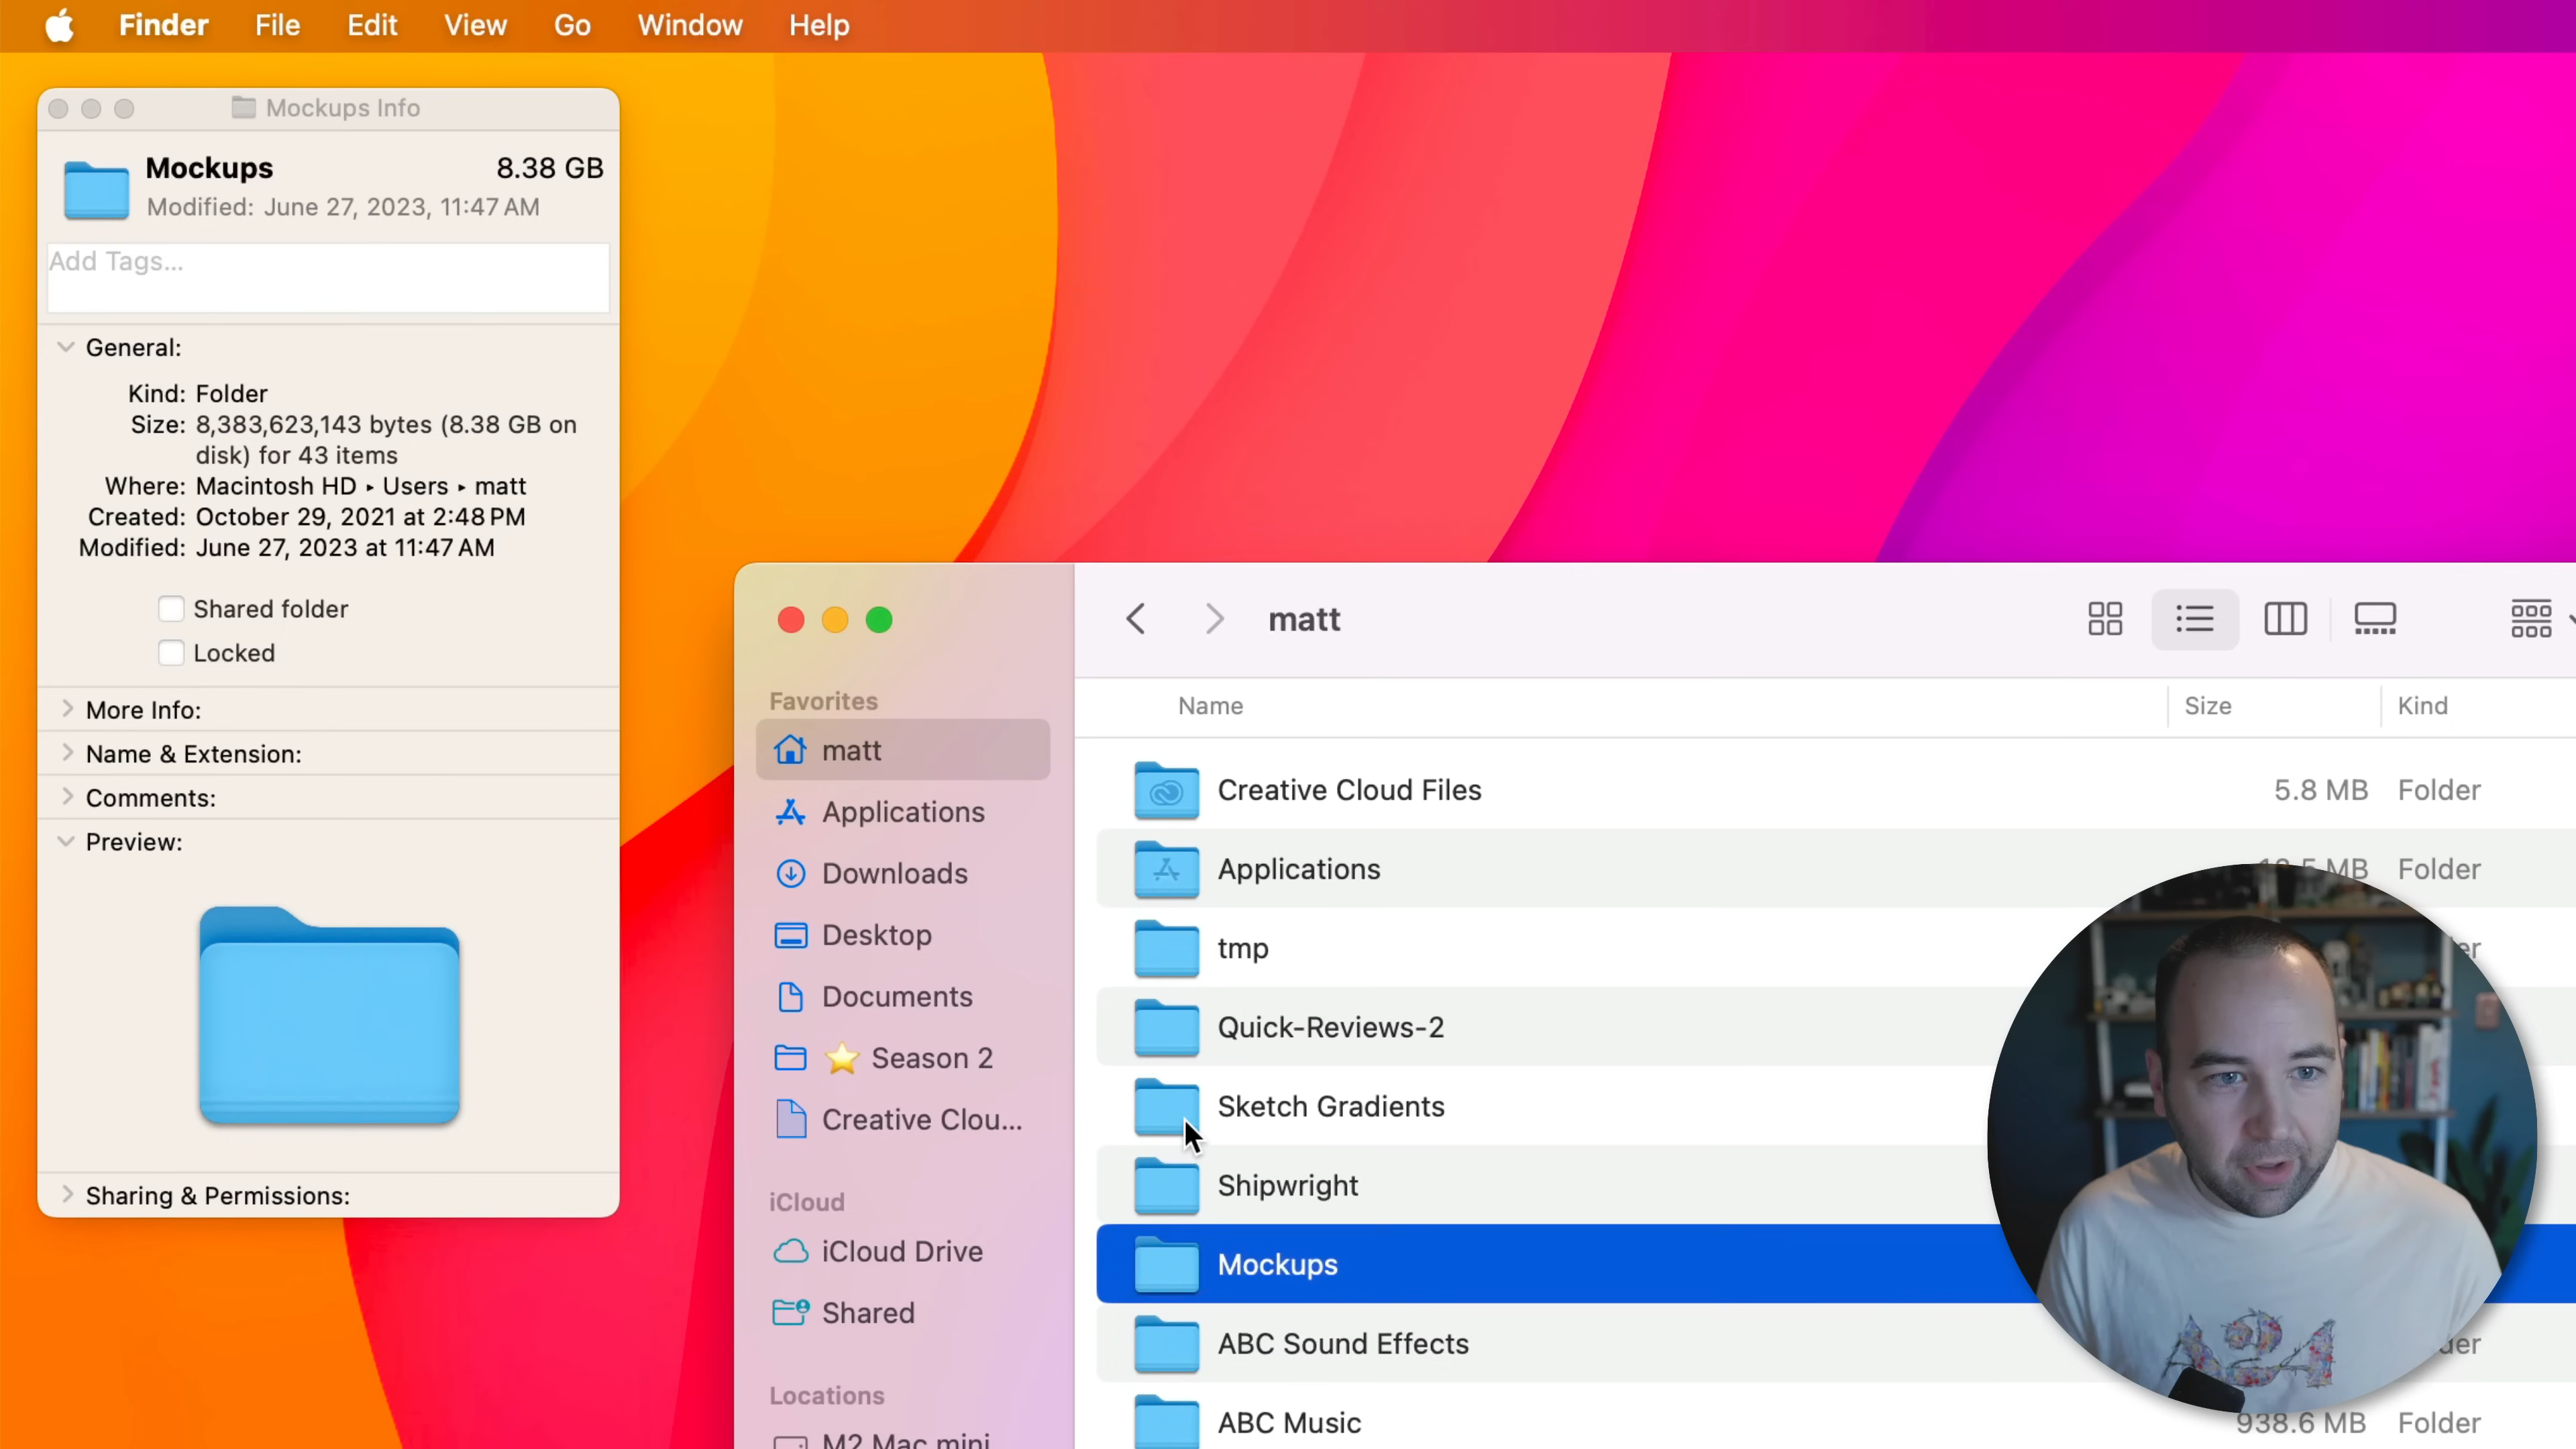 Finder File Edit View Go Window Help
Mockups Info
Mockups 8.38 GB
Modified: June 27, 2023, 11:47 AM
Add Tags...
General:
Kind: Folder
Size: 8,383,623,143 bytes (8.38 GB on
disk) for 43 items
Where: Macintosh HD ▸ Users ▸ matt
Created: October 29, 2021 at 2:48 PM
Modified: June 27, 2023 at 11:47 AM
Shared folder
Locked
More Info:
Name & Extension:
Comments:
Preview:
Sharing & Permissions:
matt
Favorites
matt
Applications
Downloads
Desktop
Documents
⭐ Season 2
Creative Clou...
iCloud
iCloud Drive
Shared
Locations
M2 Mac mini
Name Size Kind
Creative Cloud Files 5.8 MB Folder
Applications MB Folder
tmp
Quick-Reviews-2
Sketch Gradients
Shipwright
Mockups
ABC Sound Effects
ABC Music 938.6 MB Folder
A24